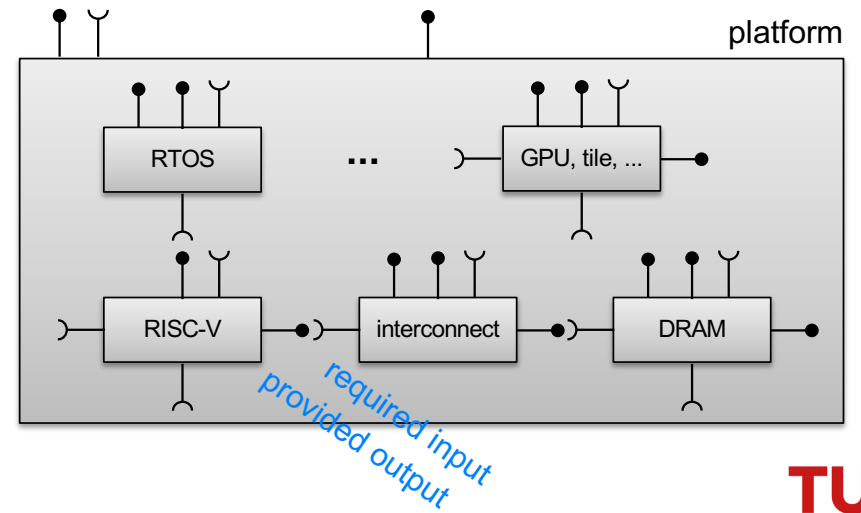 platform
RTOS
...
GPU, tile, ...
RISC-V
interconnect
DRAM
required input
provided output
TU